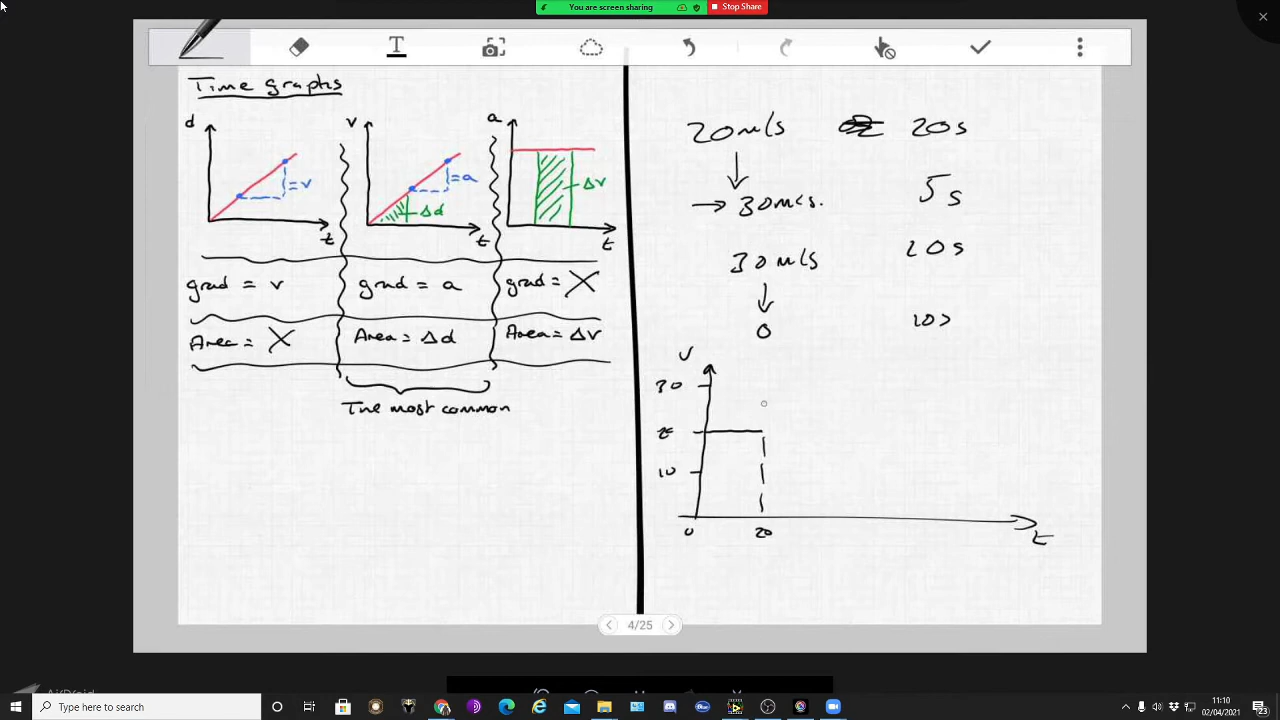 You are screen sharing
Stop Share
T
Time graphs
d
= v
t
v
= a
Δd
t
a
Δv
t
grad = v
grad = a
grad = X
Area = X
Area = Δd
Area = Δv
The most common
20m/s 20s
→ 30m/s. 5s
30m/s 20s
0 10s
v
30
10
0 20
t
4/25
AirDroid
Type here to search
11:10
02/04/2021